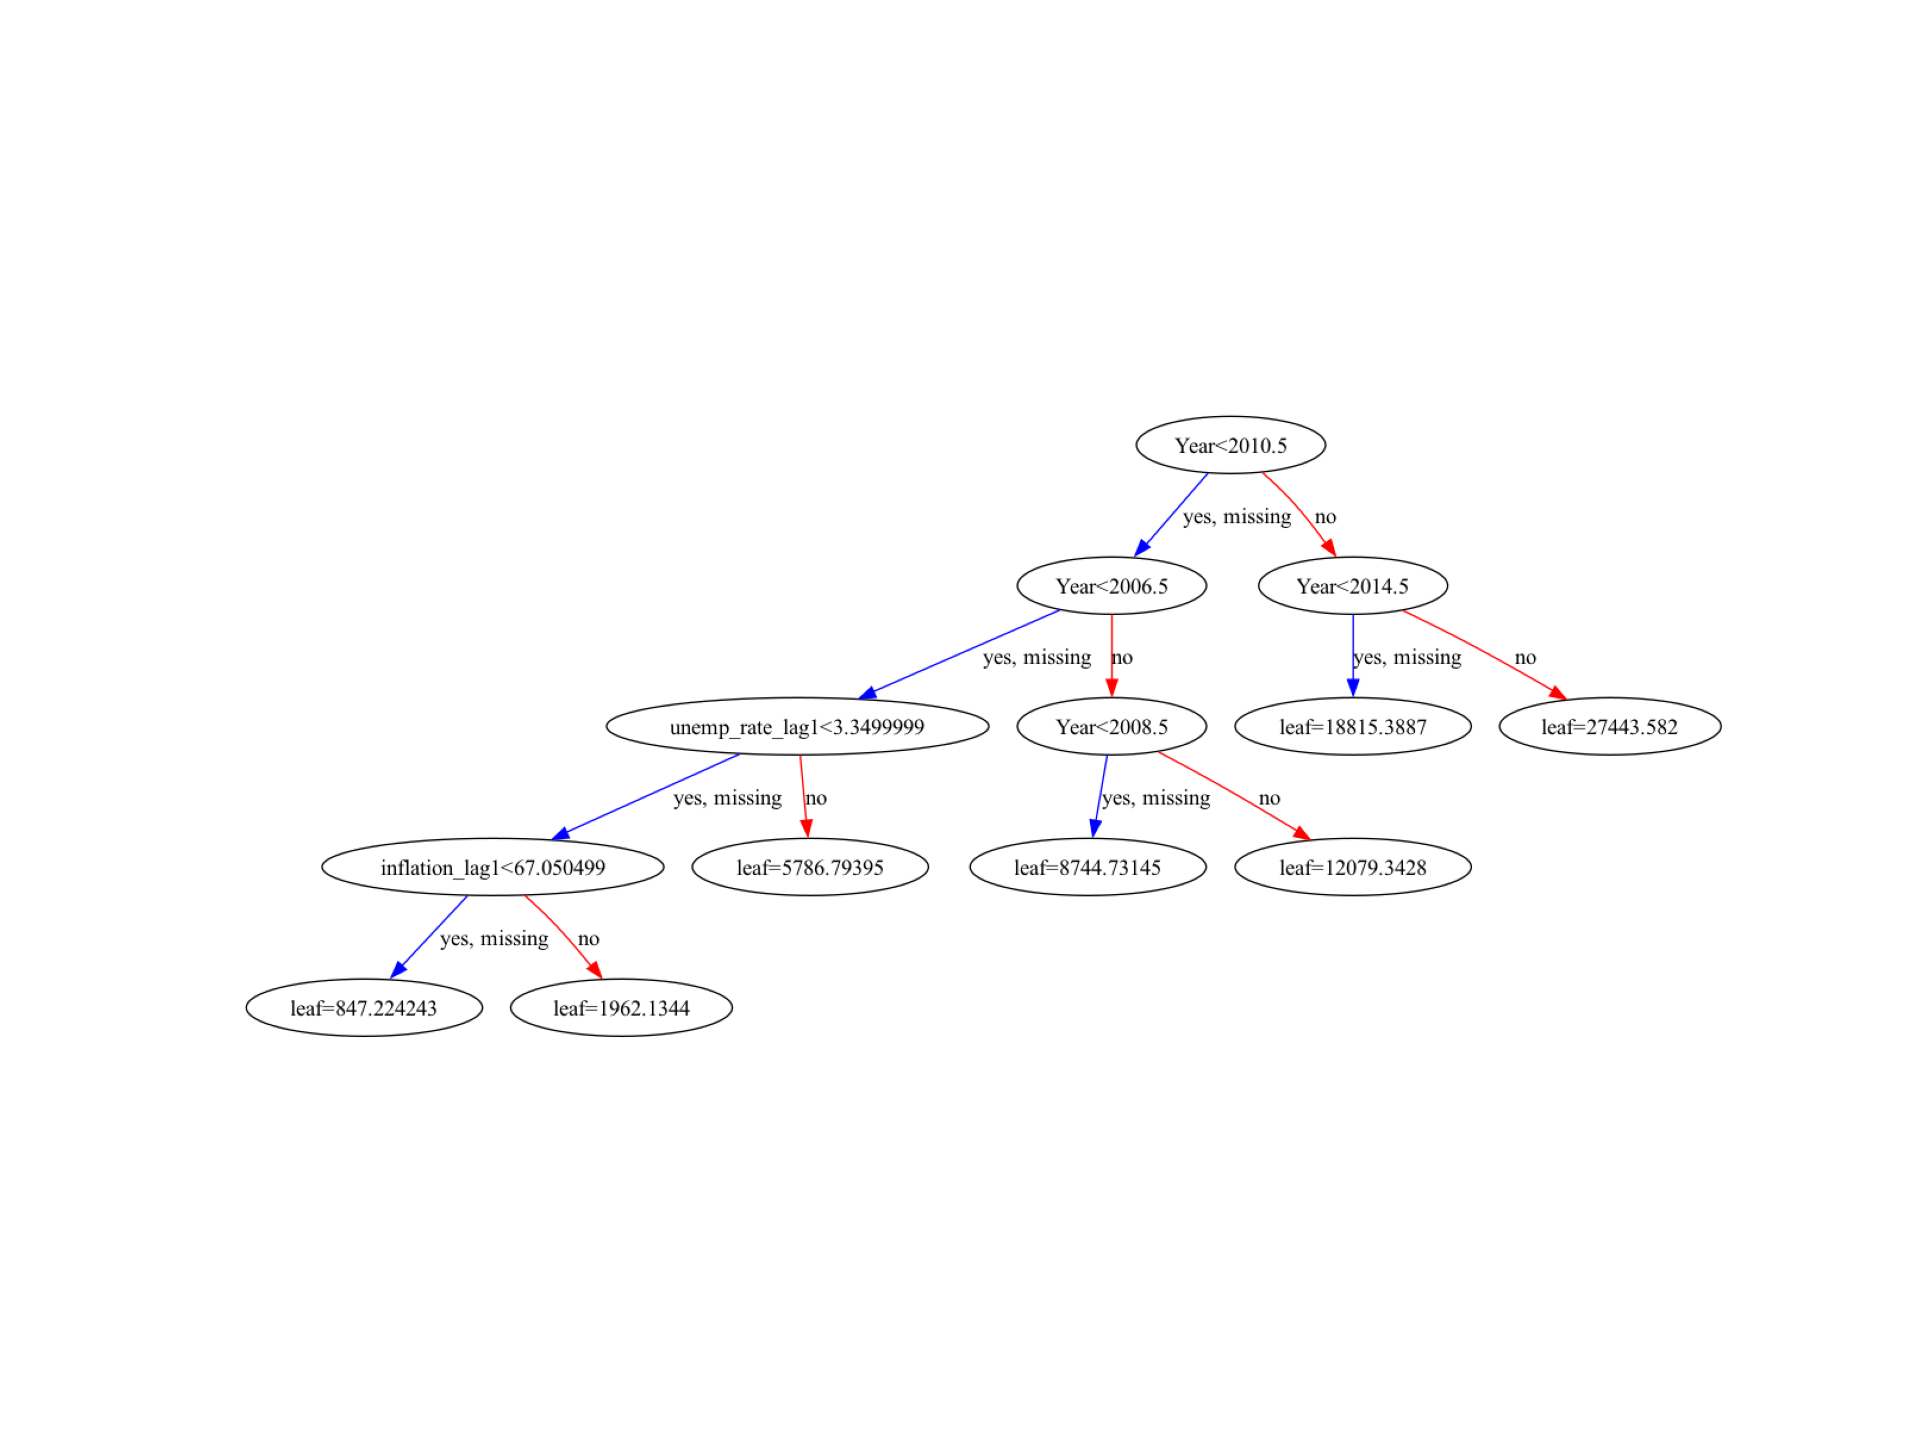 Year<2010.5
yes, missing
no
Year<2006.5
Year<2014.5
yes, missing
no
yes, missing
no
unemp_rate_lag1<3.3499999
Year<2008.5
leaf=18815.3887
leaf=27443.582
yes, missing
no
yes, missing
no
inflation_lag1<67.050499
leaf=5786.79395
leaf=8744.73145
leaf=12079.3428
yes, missing
no
leaf=847.224243
leaf=1962.1344